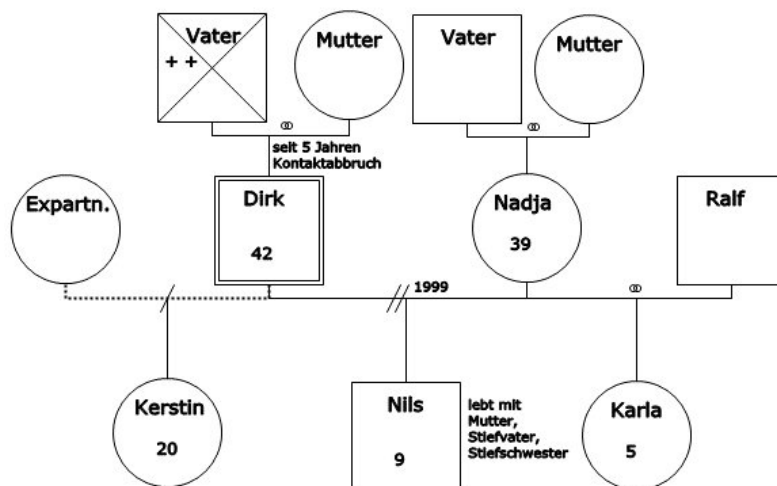 Vater
+ +
Mutter
Vater
Mutter
seit 5 Jahren
Kontaktabbruch
Expartn.
Dirk
42
Nadja
39
Ralf
1999
Kerstin
20
Nils
9
lebt mit
Mutter,
Stiefvater,
Stiefschwester
Karla
5